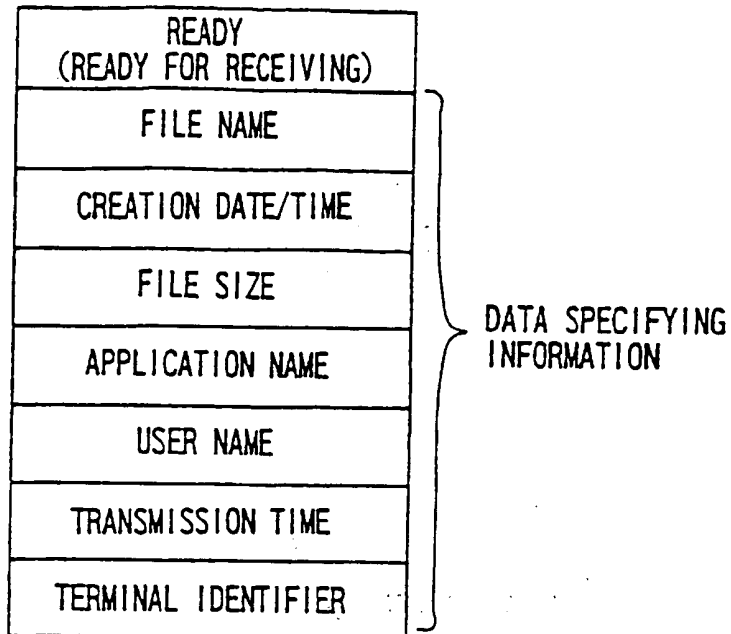 READY
(READY FOR RECEIVING)
FILE NAME
CREATION DATE/TIME
FILE SIZE
APPLICATION NAME
USER NAME
TRANSMISSION TIME
TERMINAL IDENTIFIER
DATA SPECIFYING
INFORMATION